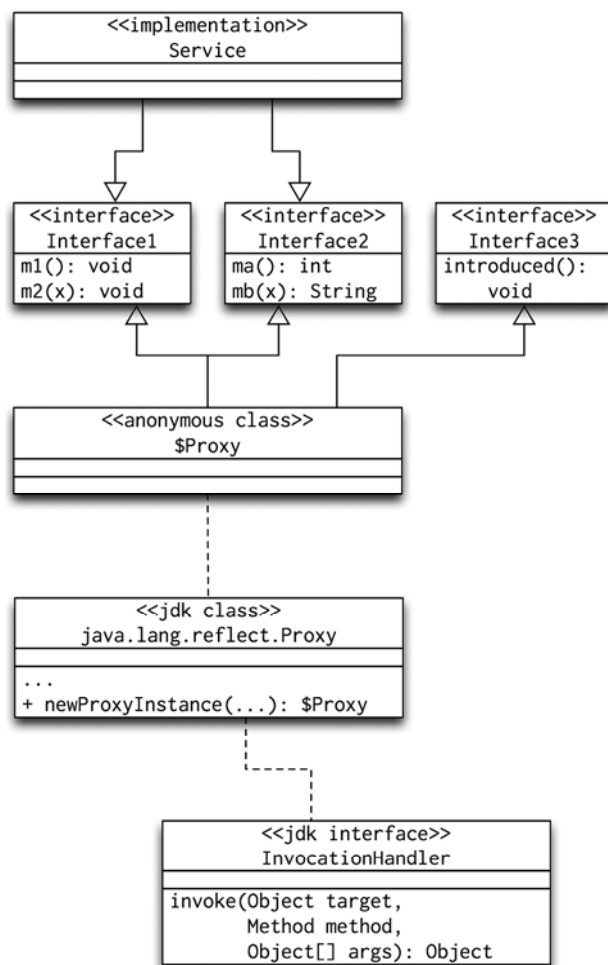 <<implementation>>
Service
<<interface>>
Interface1
m1(): void
m2(x): void
<<interface>>
Interface2
ma(): int
mb(x): String
<<interface>>
Interface3
introduced():
void
<<anonymous class>>
$Proxy
<<jdk class>>
java.lang.reflect.Proxy
...
+ newProxyInstance(...): $Proxy
<<jdk interface>>
InvocationHandler
invoke(Object target,
Method method,
Object[] args): Object